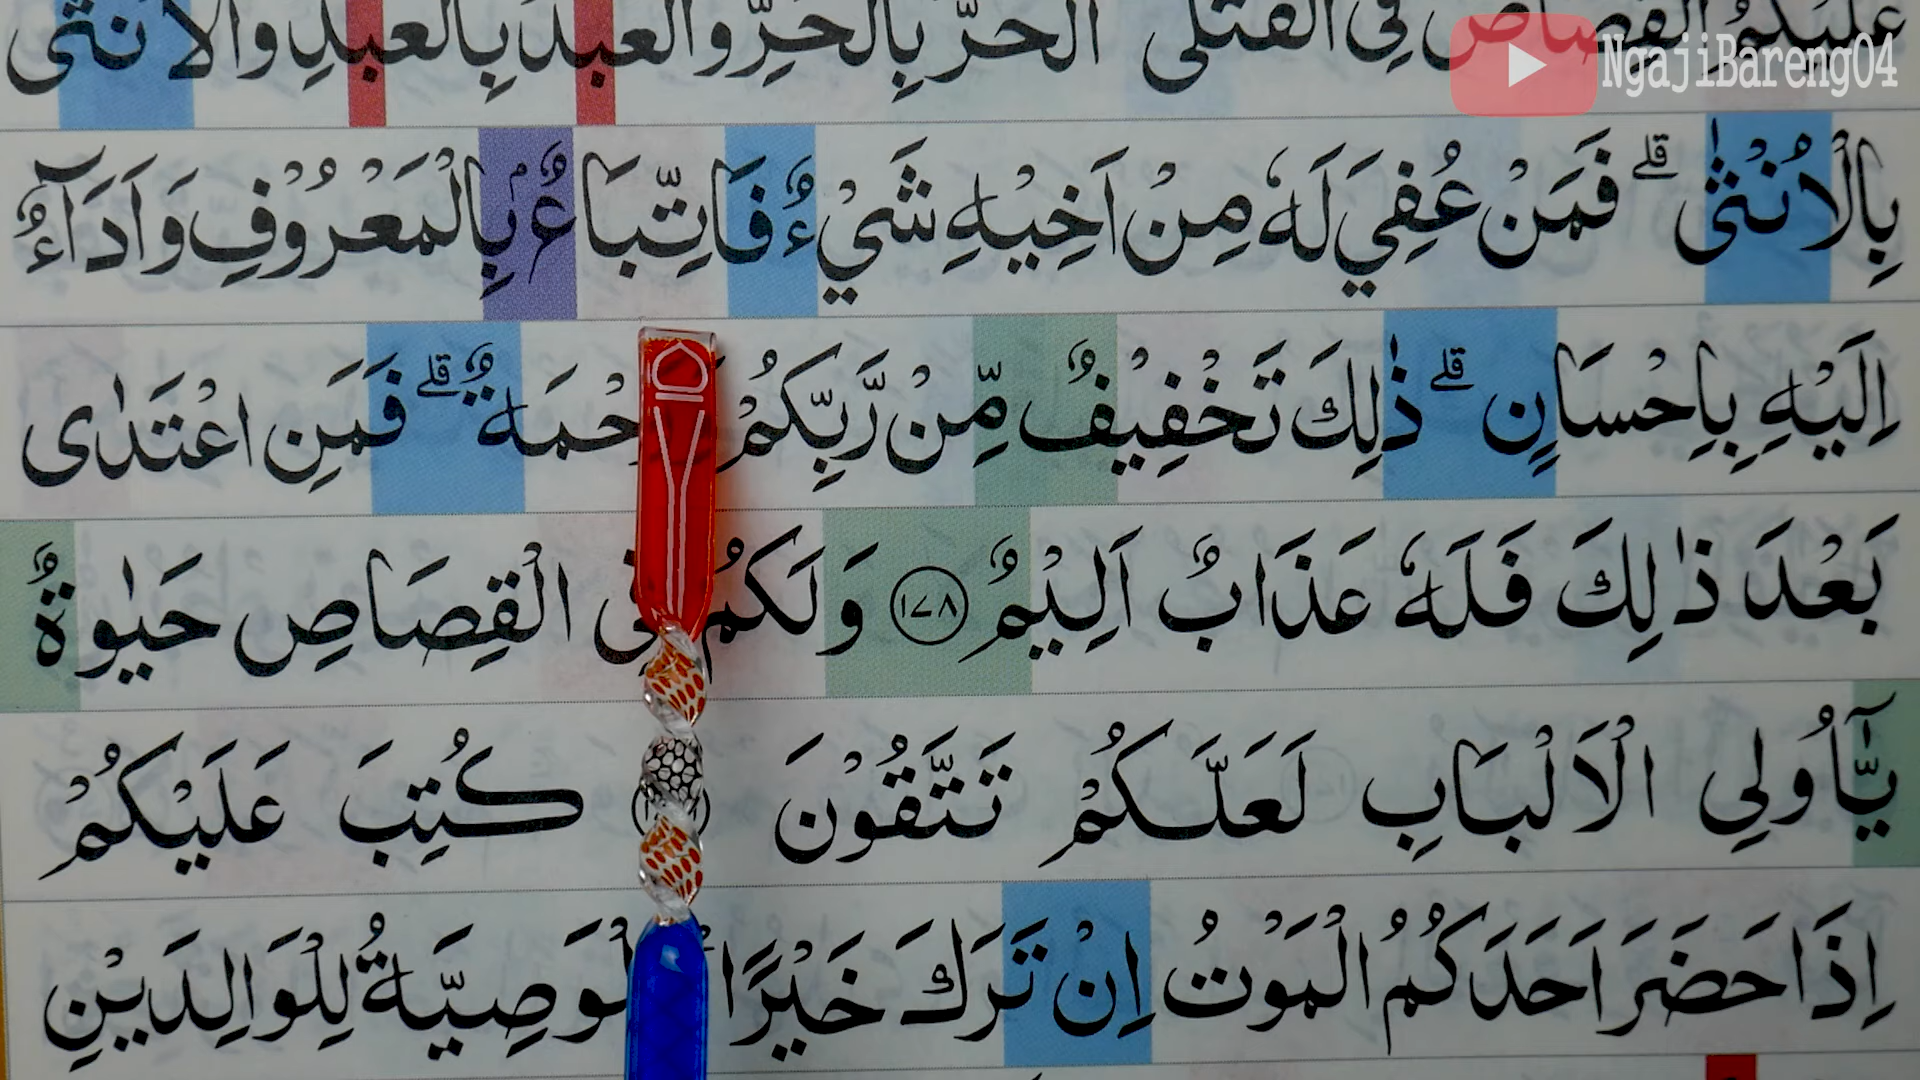 عَلَيْكُمُ الْقِصَاصُ فِى الْقَتْلٰى الْحُرُّ بِالْحُرِّ وَالْعَبْدُ بِالْعَبْدِ وَالْاُنْثٰى
NgajiBareng04
بِالْاُنْثٰى ۗ فَمَنْ عُفِيَ لَهٗ مِنْ اَخِيْهِ شَيْءٌ فَاتِّبَاعٌ ۢبِالْمَعْرُوْفِ وَاَدَاۤءٌ
اِلَيْهِ بِاِحْسَانٍ ۗ ذٰلِكَ تَخْفِيْفٌ مِّنْ رَّبِّكُمْ حْمَةٌ ۗ فَمَنِ اعْتَدٰى
بَعْدَ ذٰلِكَ فَلَهٗ عَذَابٌ اَلِيْمٌ ١٧٨ وَلَكُمْ فِى الْقِصَاصِ حَيٰوةٌ
يّٰٓاُولِى الْاَلْبَابِ لَعَلَّكُمْ تَتَّقُوْنَ كُتِبَ عَلَيْكُمْ
اِذَا حَضَرَ اَحَدَكُمُ الْمَوْتُ اِنْ تَرَكَ خَيْرًا لْوَصِيَّةُ لِلْوَالِدَيْنِ